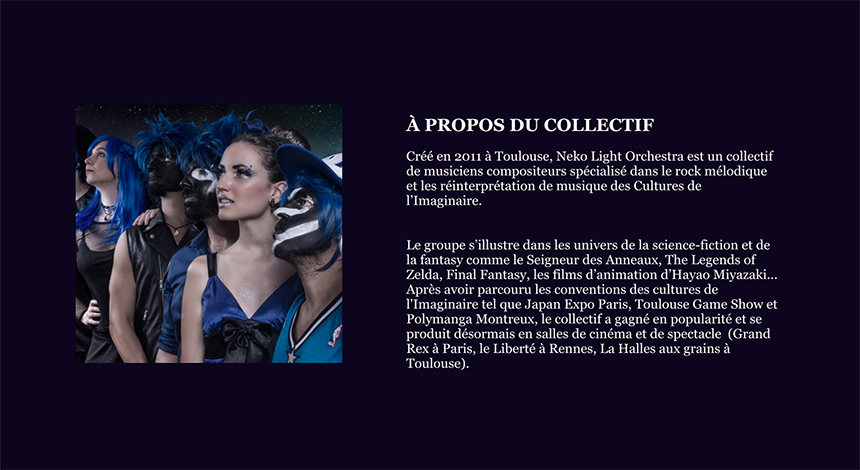 À PROPOS DU COLLECTIF
Créé en 2011 à Toulouse, Neko Light Orchestra est un collectif
de musiciens compositeurs spécialisé dans le rock mélodique
et les réinterprétation de musique des Cultures de
l'Imaginaire.
Le groupe s'illustre dans les univers de la science-fiction et de
la fantasy comme le Seigneur des Anneaux, The Legends of
Zelda, Final Fantasy, les films d'animation d'Hayao Miyazaki...
Après avoir parcouru les conventions des cultures de
l'Imaginaire tel que Japan Expo Paris, Toulouse Game Show et
Polymanga Montreux, le collectif a gagné en popularité et se
produit désormais en salles de cinéma et de spectacle  (Grand
Rex à Paris, le Liberté à Rennes, La Halles aux grains à
Toulouse).